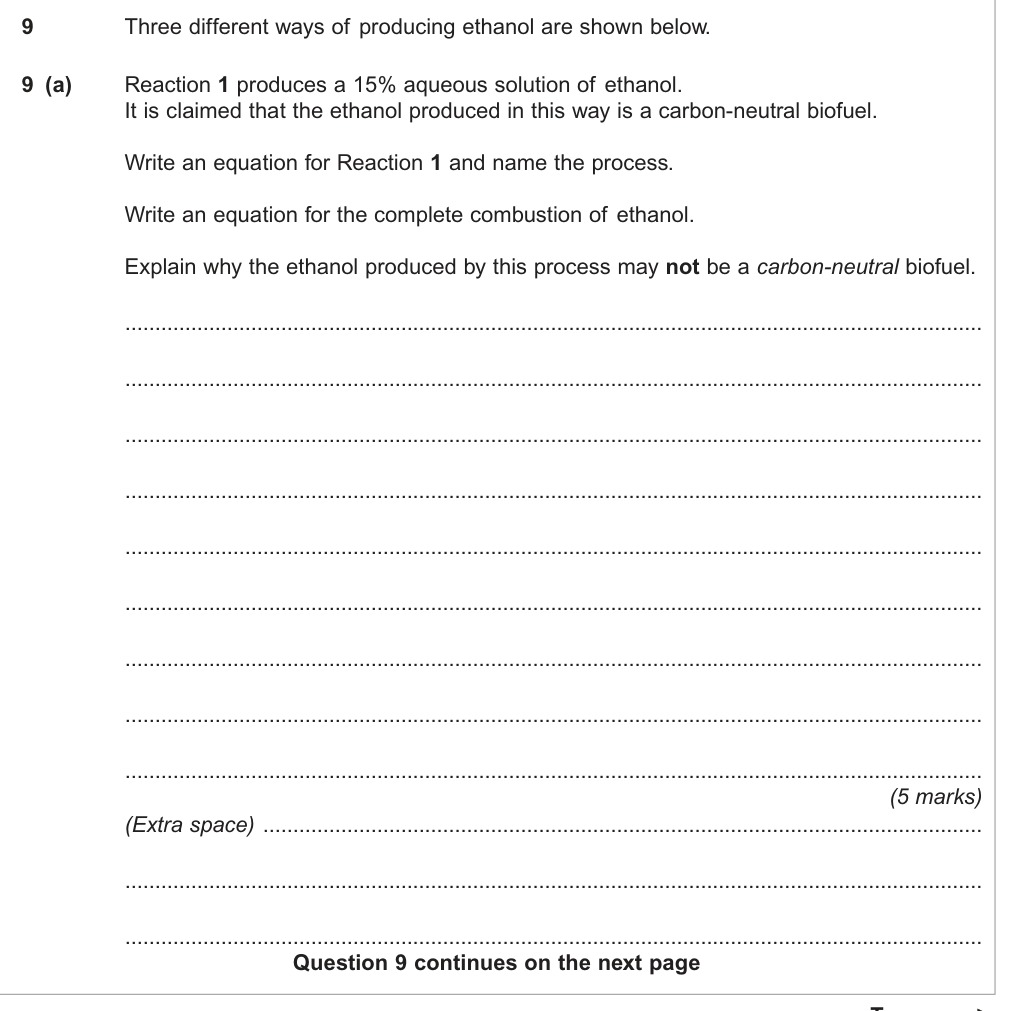 9 Three different ways of producing ethanol are shown below.
9 (a) Reaction 1 produces a 15% aqueous solution of ethanol.
It is claimed that the ethanol produced in this way is a carbon-neutral biofuel.
Write an equation for Reaction 1 and name the process.
Write an equation for the complete combustion of ethanol.
Explain why the ethanol produced by this process may not be a carbon-neutral biofuel.
(5 marks)
(Extra space)
Question 9 continues on the next page